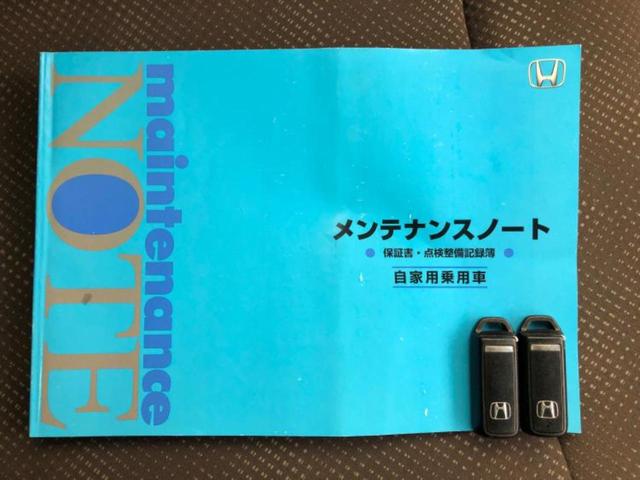 maintenance
NOTE
メンテナンスノート
● 保証書・点検整備記録簿 ●
自家用乗用車